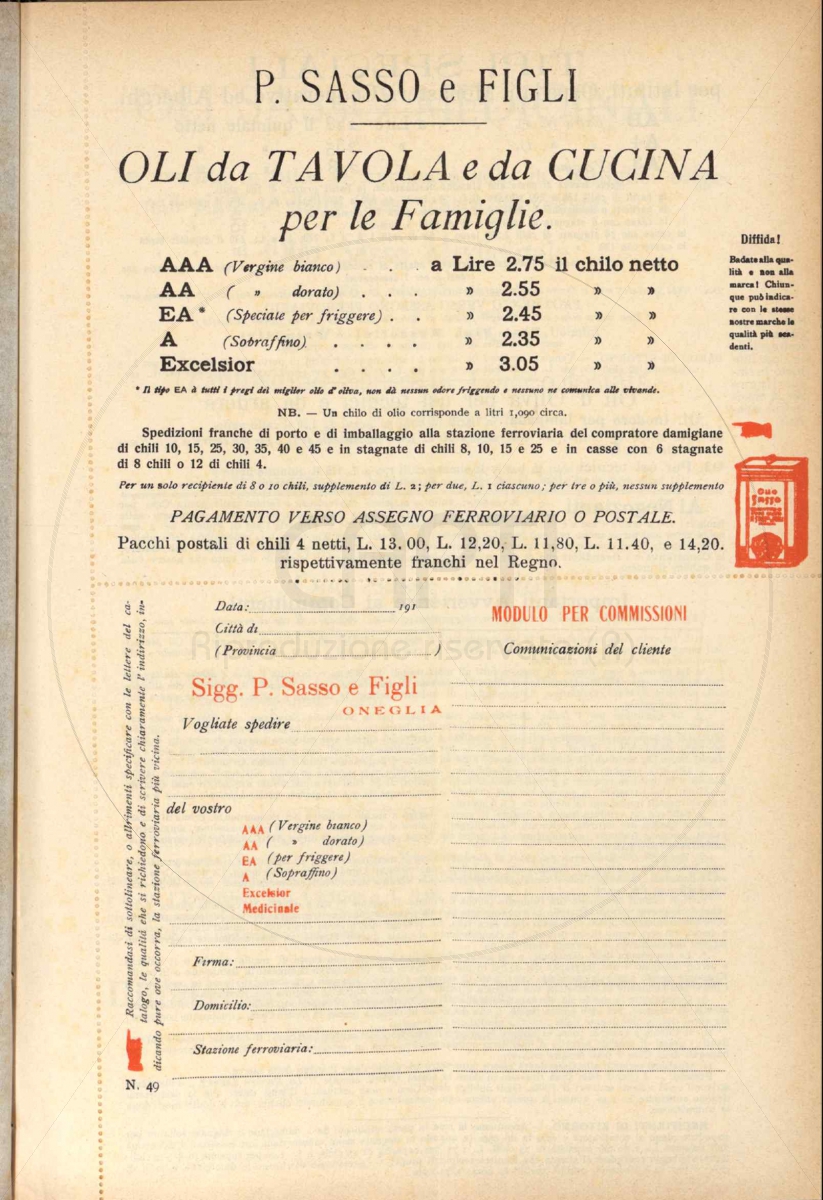 P. SASSO e FIGLI
OLI da TAVOLA e da CUCINA
per le Famiglie.
AAA (Vergine bianco) . . . a Lire 2.75 il chilo netto
AA ( » dorato) . . . » 2.55 » »
EA * (Speciale per friggere) . . » 2.45 » »
A (Sobraffino) . . . . » 2.35 » »
Excelsior . . . . » 3.05 » »
Diffida!
Badate alla qua-
lità e non alla
marca! Chiun-
que può indica-
re con le stesse
nostre marche le
qualità più sca-
denti.
* Il tipo EA à tutti i pregi del miglior olio d'oliva, non dà nessun odore friggendo e nessuno ne comunica alle vivande.
NB. — Un chilo di olio corrisponde a litri 1,090 circa.
Spedizioni franche di porto e di imballaggio alla stazione ferroviaria del compratore damigiane
di chili 10, 15, 25, 30, 35, 40 e 45 e in stagnate di chili 8, 10, 15 e 25 e in casse con 6 stagnate
di 8 chili o 12 di chili 4.
Per un solo recipiente di 8 o 10 chili, supplemento di L. 2; per due, L. 1 ciascuno; per tre o più, nessun supplemento
PAGAMENTO VERSO ASSEGNO FERROVIARIO O POSTALE.
Pacchi postali di chili 4 netti, L. 13.00, L. 12,20, L. 11,80, L. 11.40, e 14,20.
rispettivamente franchi nel Regno.
Olio
Sasso
Data: 191
Città di
(Provincia )
MODULO PER COMMISSIONI
Comunicazioni del cliente
Sigg. P. Sasso e Figli
ONEGLIA
Vogliate spedire
del vostro
AAA (Vergine bianco)
AA ( » dorato)
EA (per friggere)
A (Sopraffino)
Excelsior
Medicinale
Firma:
Domicilio:
Stazione ferroviaria:
Raccomandasi di sottolineare, o altrimenti specificare con le lettere del ca-
talogo, le qualità che si richiedono e di scrivere chiaramente l'indirizzo, in-
dicando pure ove occorra, la stazione ferroviaria più vicina.
N. 49